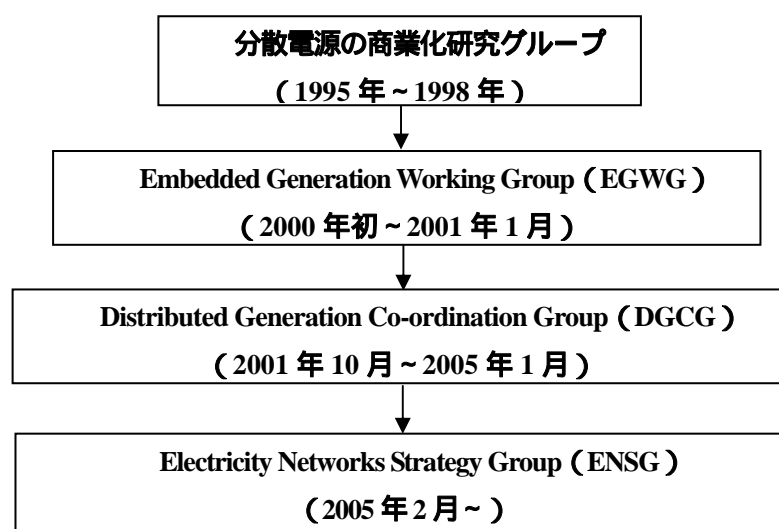 分散電源の商業化研究グループ
（1995 年～1998 年）
Embedded Generation Working Group（EGWG）
（2000 年初～2001 年 1 月）
Distributed Generation Co-ordination Group（DGCG）
（2001 年 10 月～2005 年 1 月）
Electricity Networks Strategy Group（ENSG）
（2005 年 2 月～）